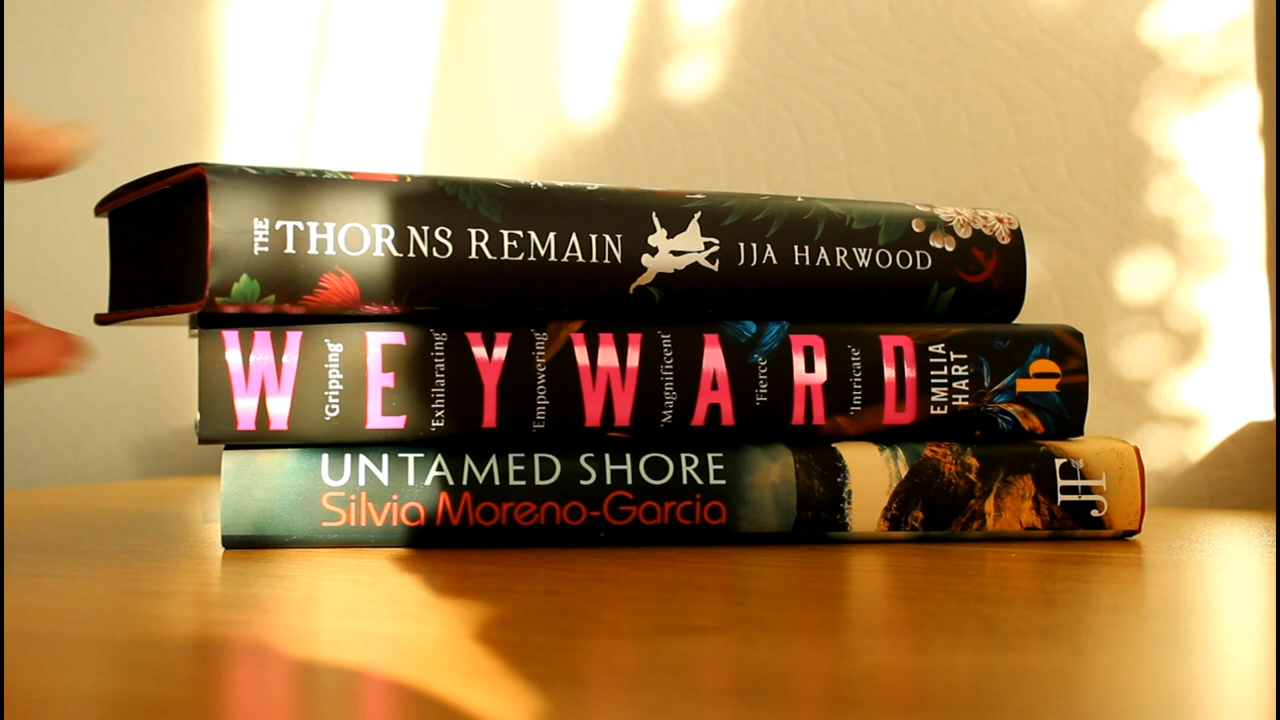 THE THORNS REMAIN JJA HARWOOD
WEYWARD
'Gripping'
'Exhilarating'
'Empowering'
'Magnificent'
'Fierce'
'Intricate'
EMILIA
HART
b
UNTAMED SHORE
Silvia Moreno-Garcia
JF